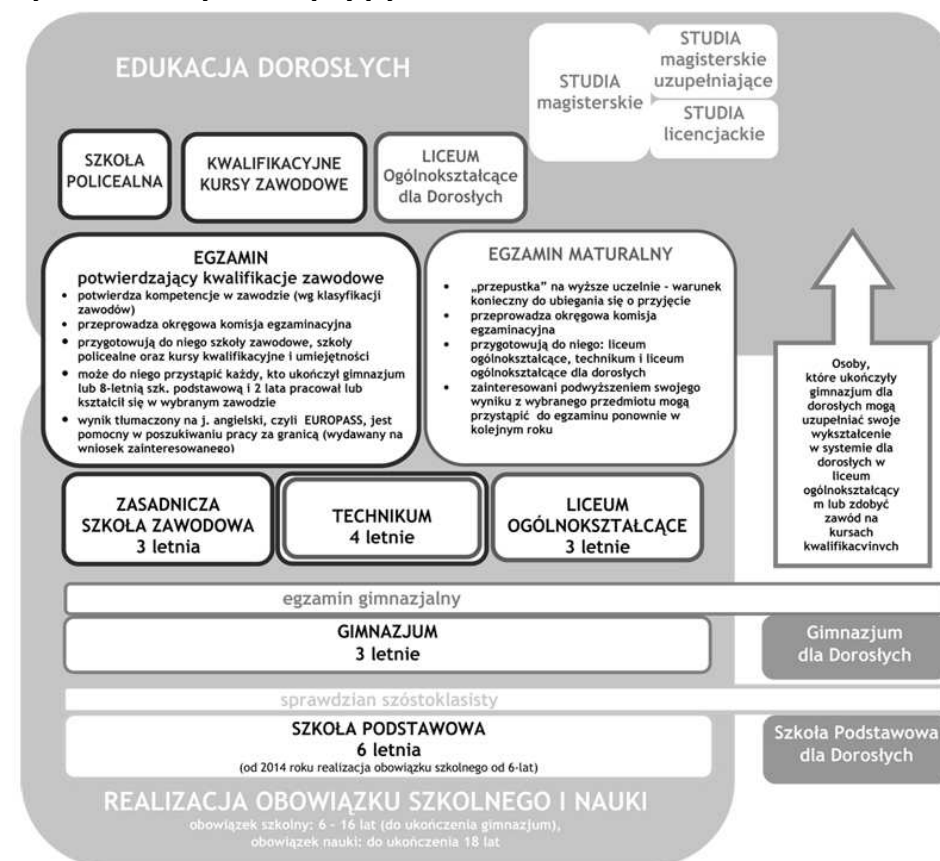 EDUKACJA DOROSŁYCH
STUDIA
magisterskie
STUDIA
magisterskie
uzupełniające
STUDIA
licencjackie
SZKOŁA
POLICEALNA
KWALIFIKACYJNE
KURSY ZAWODOWE
LICEUM
Ogólnokształcące
dla Dorosłych
EGZAMIN
potwierdzający kwalifikacje zawodowe
• potwierdza kompetencje w zawodzie (wg klasyfikacji
zawodów)
• przeprowadza okręgowa komisja egzaminacyjna
• przygotowują do niego szkoły zawodowe, szkoły
policealne oraz kursy kwalifikacyjne i umiejętności
• może do niego przystąpić każdy, kto ukończył gimnazjum
lub 8-letnią szk. podstawową i 2 lata pracował lub
kształcił się w wybranym zawodzie
• wynik tłumaczony na j. angielski, czyli EUROPASS, jest
pomocny w poszukiwaniu pracy za granicą (wydawany na
wniosek zainteresowanego)
EGZAMIN MATURALNY
• „przepustka” na wyższe uczelnie - warunek
konieczny do ubiegania się o przyjęcie
• przeprowadza okręgowa komisja
egzaminacyjna
• przygotowują do niego: liceum
ogólnokształcące, technikum i liceum
ogólnokształcące dla dorosłych
• zainteresowani podwyższeniem swojego
wyniku z wybranego przedmiotu mogą
przystąpić do egzaminu ponownie w
kolejnym roku
Osoby,
które ukończyły
gimnazjum dla
dorosłych mogą
uzupełniać swoje
wykształcenie
w systemie dla
dorosłych w
liceum
ogólnokształcący
m lub zdobyć
zawód na
kursach
kwalifikacyjnych
ZASADNICZA
SZKOŁA ZAWODOWA
3 letnia
TECHNIKUM
4 letnie
LICEUM
OGÓLNOKSZTAŁCĄCE
3 letnie
egzamin gimnazjalny
GIMNAZJUM
3 letnie
Gimnazjum
dla Dorosłych
sprawdzian szóstoklasisty
SZKOŁA PODSTAWOWA
6 letnia
(od 2014 roku realizacja obowiązku szkolnego od 6-lat)
Szkoła Podstawowa
dla Dorosłych
REALIZACJA OBOWIĄZKU SZKOLNEGO I NAUKI
obowiązek szkolny: 6 - 16 lat (do ukończenia gimnazjum),
obowiązek nauki: do ukończenia 18 lat